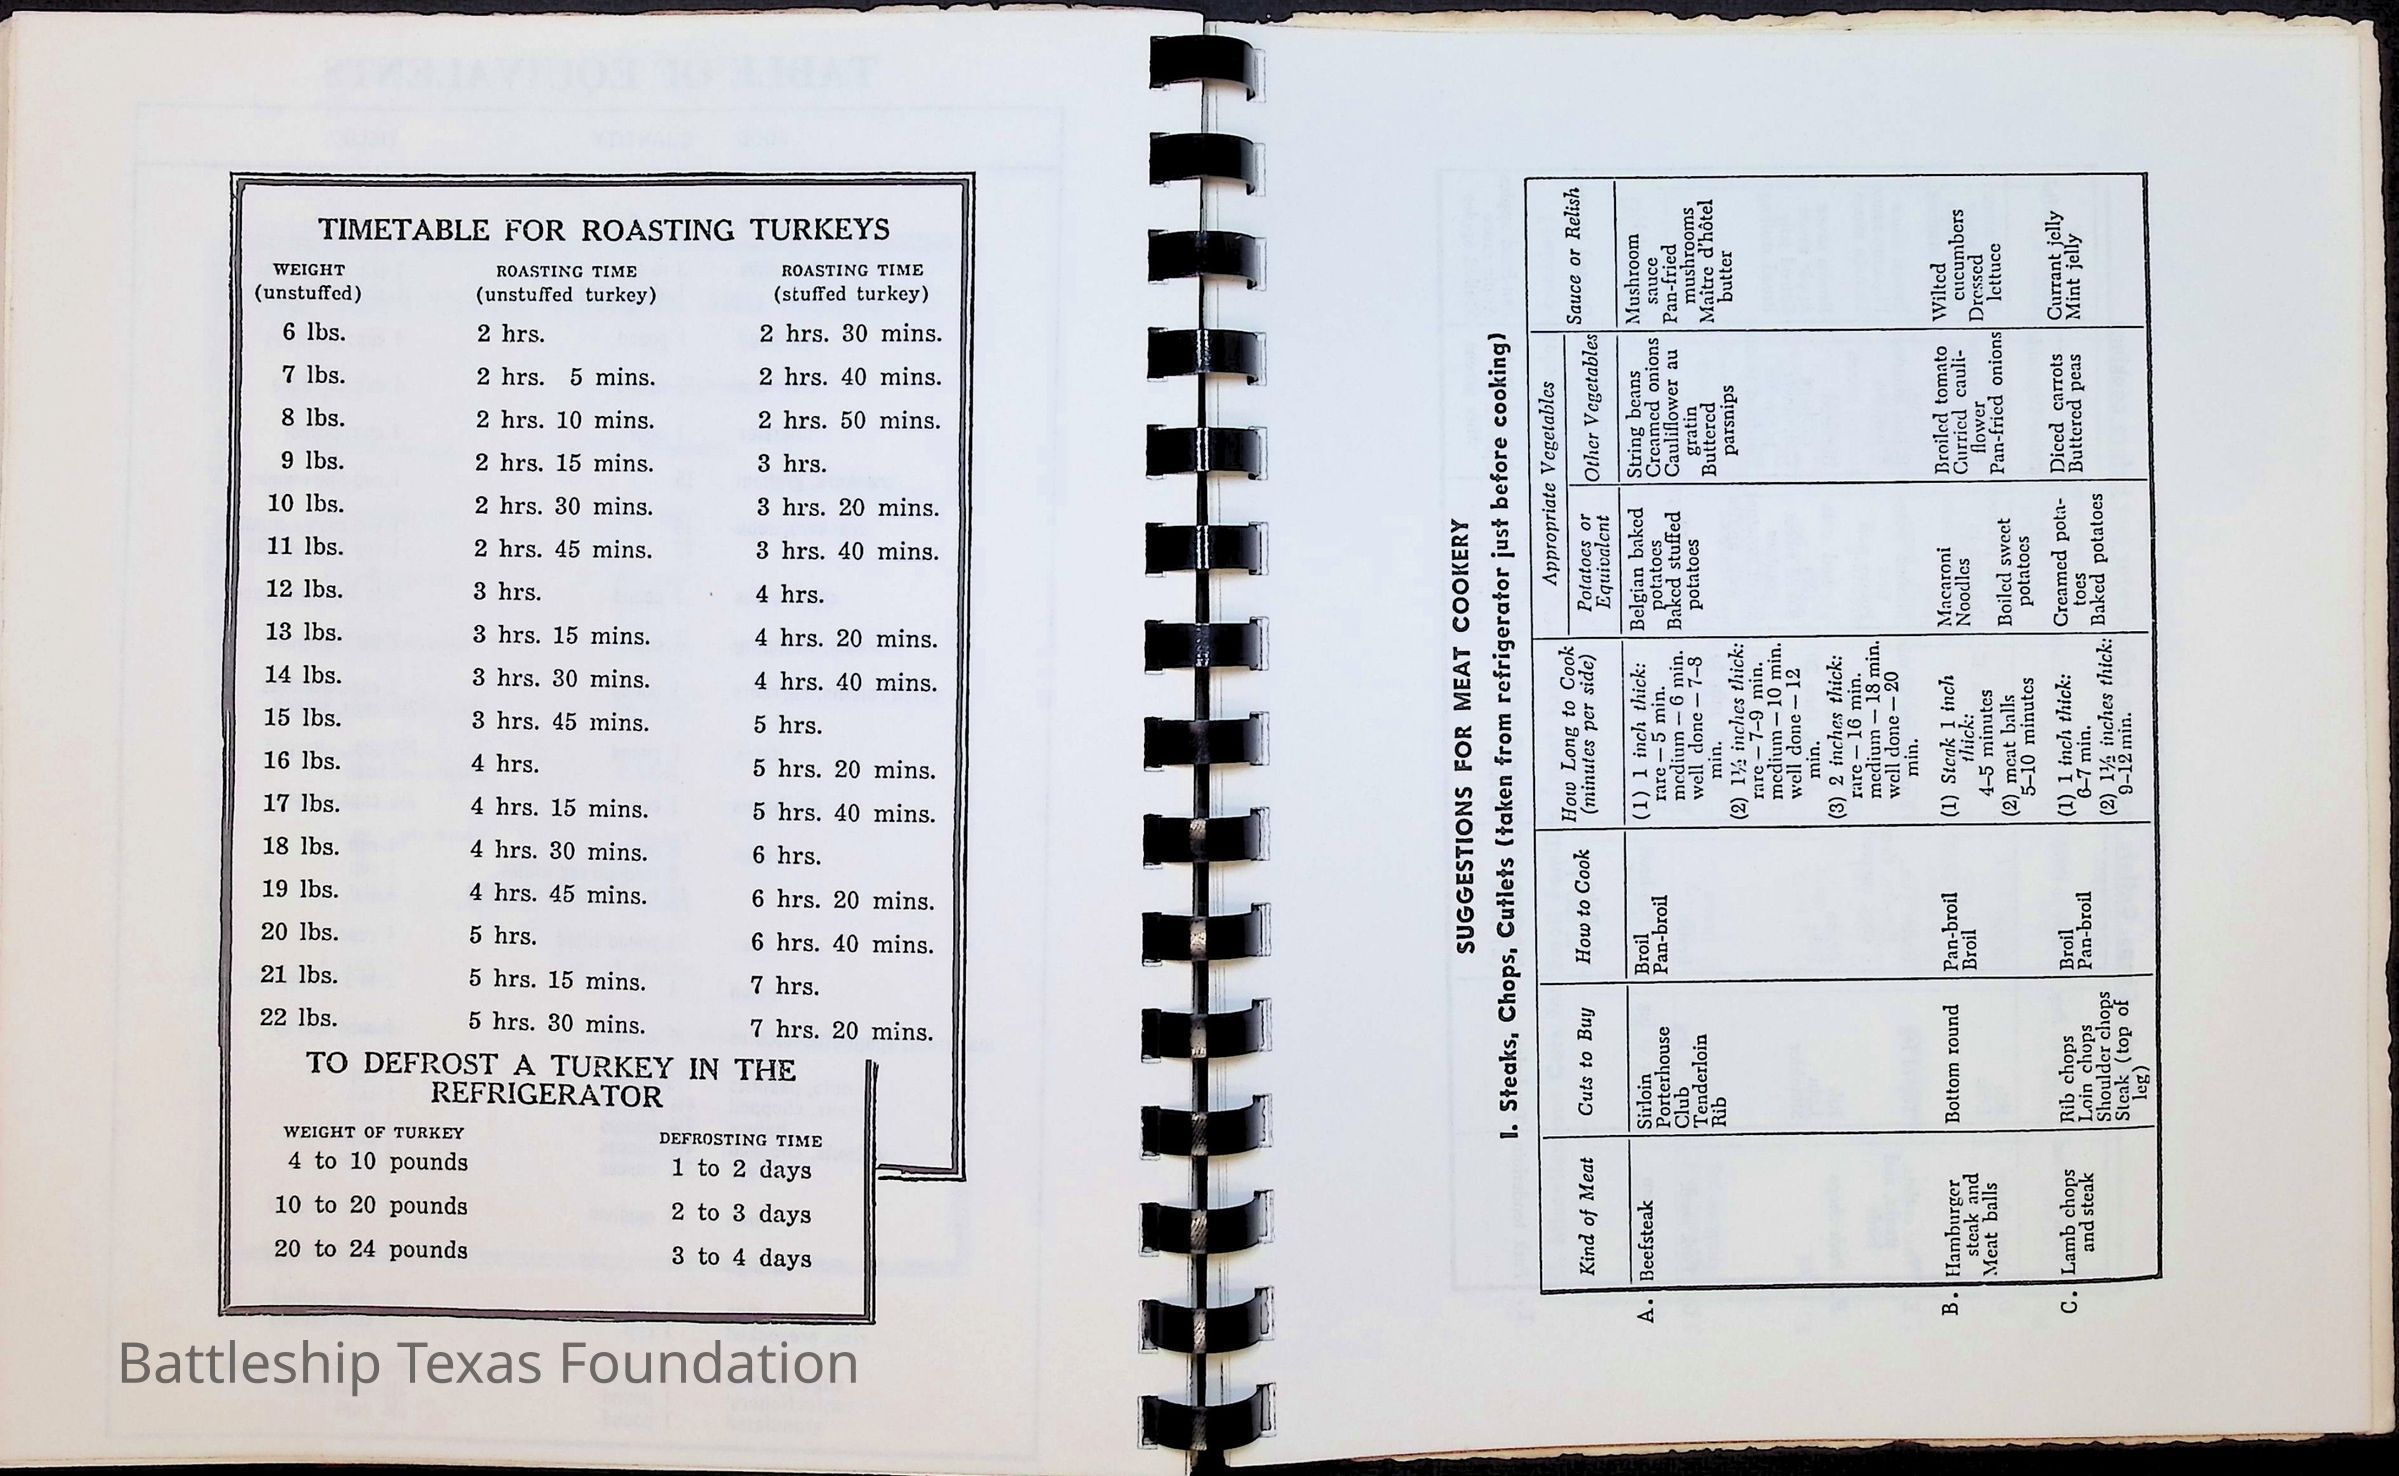 TIMETABLE FOR ROASTING TURKEYS
WEIGHT ROASTING TIME ROASTING TIME
(unstuffed) (unstuffed turkey) (stuffed turkey)
6 lbs. 2 hrs. 2 hrs. 30 mins.
7 lbs. 2 hrs. 5 mins. 2 hrs. 40 mins.
8 lbs. 2 hrs. 10 mins. 2 hrs. 50 mins.
9 lbs. 2 hrs. 15 mins. 3 hrs.
10 lbs. 2 hrs. 30 mins. 3 hrs. 20 mins.
11 lbs. 2 hrs. 45 mins. 3 hrs. 40 mins.
12 lbs. 3 hrs. 4 hrs.
13 lbs. 3 hrs. 15 mins. 4 hrs. 20 mins.
14 lbs. 3 hrs. 30 mins. 4 hrs. 40 mins.
15 lbs. 3 hrs. 45 mins. 5 hrs.
16 lbs. 4 hrs. 5 hrs. 20 mins.
17 lbs. 4 hrs. 15 mins. 5 hrs. 40 mins.
18 lbs. 4 hrs. 30 mins. 6 hrs.
19 lbs. 4 hrs. 45 mins. 6 hrs. 20 mins.
20 lbs. 5 hrs. 6 hrs. 40 mins.
21 lbs. 5 hrs. 15 mins. 7 hrs.
22 lbs. 5 hrs. 30 mins. 7 hrs. 20 mins.
TO DEFROST A TURKEY IN THE
REFRIGERATOR
WEIGHT OF TURKEY DEFROSTING TIME
4 to 10 pounds 1 to 2 days
10 to 20 pounds 2 to 3 days
20 to 24 pounds 3 to 4 days
Battleship Texas Foundation
SUGGESTIONS FOR MEAT COOKERY
I. Steaks, Chops, Cutlets (taken from refrigerator just before cooking)
Kind of Meat
Cuts to Buy
How to Cook
How Long to Cook
(minutes per side)
Appropriate Vegetables
Potatoes or
Equivalent
Other Vegetables
Sauce or Relish
A. Beefsteak
Sirloin
Porterhouse
Club
Tenderloin
Rib
Broil
Pan-broil
(1) 1 inch thick:
rare — 5 min.
medium — 6 min.
well done — 7–8
min.
(2) 1½ inches thick:
rare — 7–9 min.
medium — 10 min.
well done — 12
min.
(3) 2 inches thick:
rare — 16 min.
medium — 18 min.
well done — 20
min.
Belgian baked
potatoes
Baked stuffed
potatoes
String beans
Creamed onions
Cauliflower au
gratin
Buttered
parsnips
Mushroom
sauce
Pan-fried
mushrooms
Maître d'hôtel
butter
B. Hamburger
steak and
Meat balls
Bottom round
Pan-broil
Broil
(1) Steak 1 inch
thick:
4–5 minutes
(2) meat balls
5–10 minutes
Macaroni
Noodles
Boiled sweet
potatoes
Broiled tomato
Curried cauli-
flower
Pan-fried onions
Wilted
cucumbers
Dressed
lettuce
C. Lamb chops
and steak
Rib chops
Loin chops
Shoulder chops
Steak (top of
leg)
Broil
Pan-broil
(1) 1 inch thick:
6–7 min.
(2) 1½ inches thick:
9–12 min.
Creamed pota-
toes
Baked potatoes
Diced carrots
Buttered peas
Currant jelly
Mint jelly